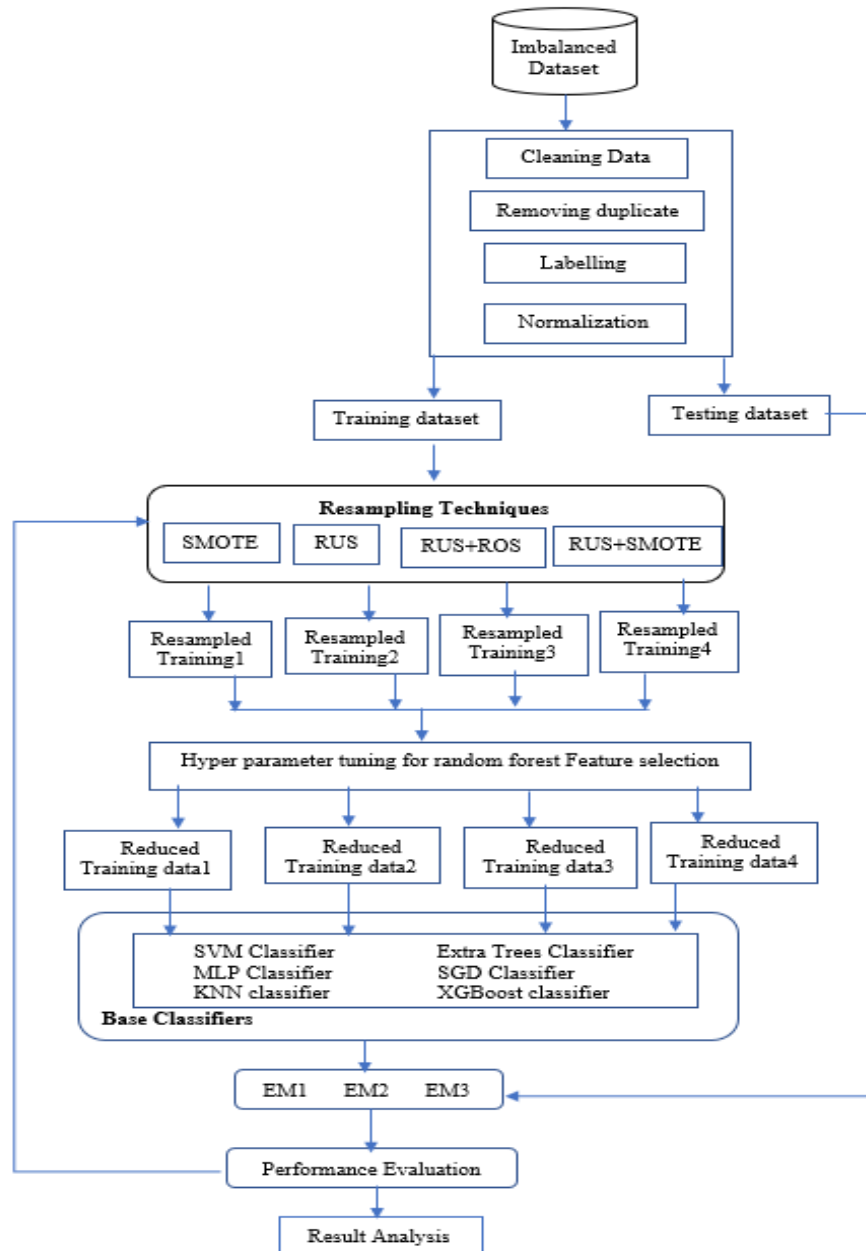 Imbalanced
Dataset
Cleaning Data
Removing duplicate
Labelling
Normalization
Training dataset
Testing dataset
Resampling Techniques
SMOTE
RUS
RUS+ROS
RUS+SMOTE
Resampled
Training1
Resampled
Training2
Resampled
Training3
Resampled
Training4
Hyper parameter tuning for random forest Feature selection
Reduced
Training data1
Reduced
Training data2
Reduced
Training data3
Reduced
Training data4
SVM Classifier
MLP Classifier
KNN classifier
Extra Trees Classifier
SGD Classifier
XGBoost classifier
Base Classifiers
EM1 EM2 EM3
Performance Evaluation
Result Analysis